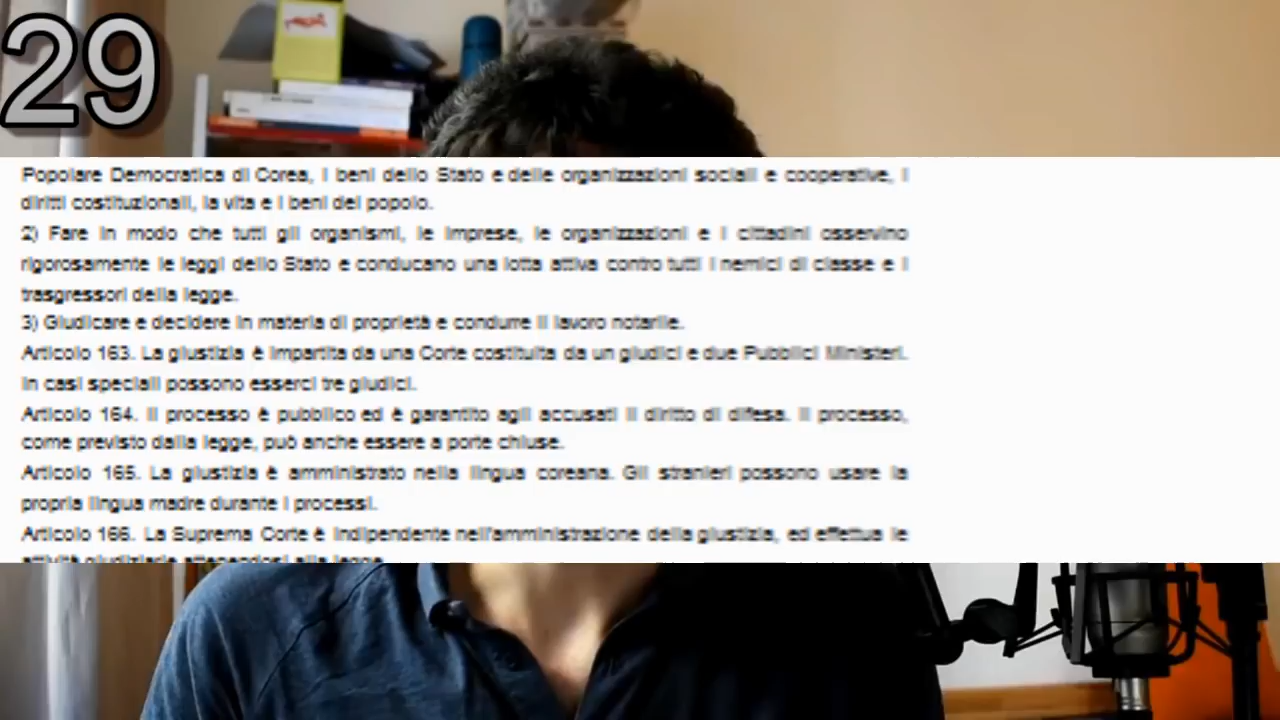 29
Popolare Democratica di Corea, i beni dello Stato e delle organizzazioni sociali e cooperative, i
diritti costituzionali, la vita e i beni del popolo.
2) Fare in modo che tutti gli organismi, le imprese, le organizzazioni e i cittadini osservino
rigorosamente le leggi dello Stato e conducano una lotta attiva contro tutti i nemici di classe e i
trasgressori della legge.
3) Giudicare e decidere in materia di proprietà e condurre il lavoro notarile.
Articolo 163. La giustizia è impartita da una Corte costituita da un giudici e due Pubblici Ministeri.
In casi speciali possono esserci tre giudici.
Articolo 164. Il processo è pubblico ed è garantito agli accusati il diritto di difesa. Il processo,
come previsto dalla legge, può anche essere a porte chiuse.
Articolo 165. La giustizia è amministrato nella lingua coreana. Gli stranieri possono usare la
propria lingua madre durante i processi.
Articolo 166. La Suprema Corte è indipendente nell'amministrazione della giustizia, ed effettua le
attività giudiziarie attenendosi alla legge.